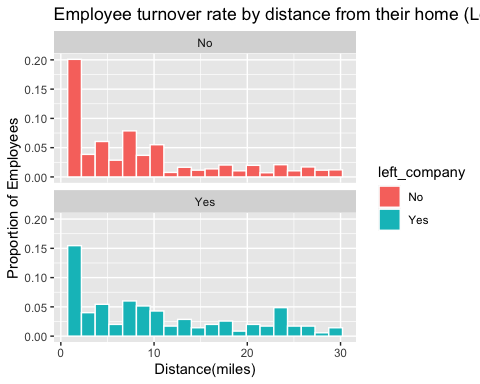 Employee turnover rate by distance from their home (L
No
0.20
0.15
0.10
0.05
0.00
Yes
0.20
0.15
0.10
0.05
0.00
0
10
20
30
Distance(miles)
Proportion of Employees
left_company
No
Yes